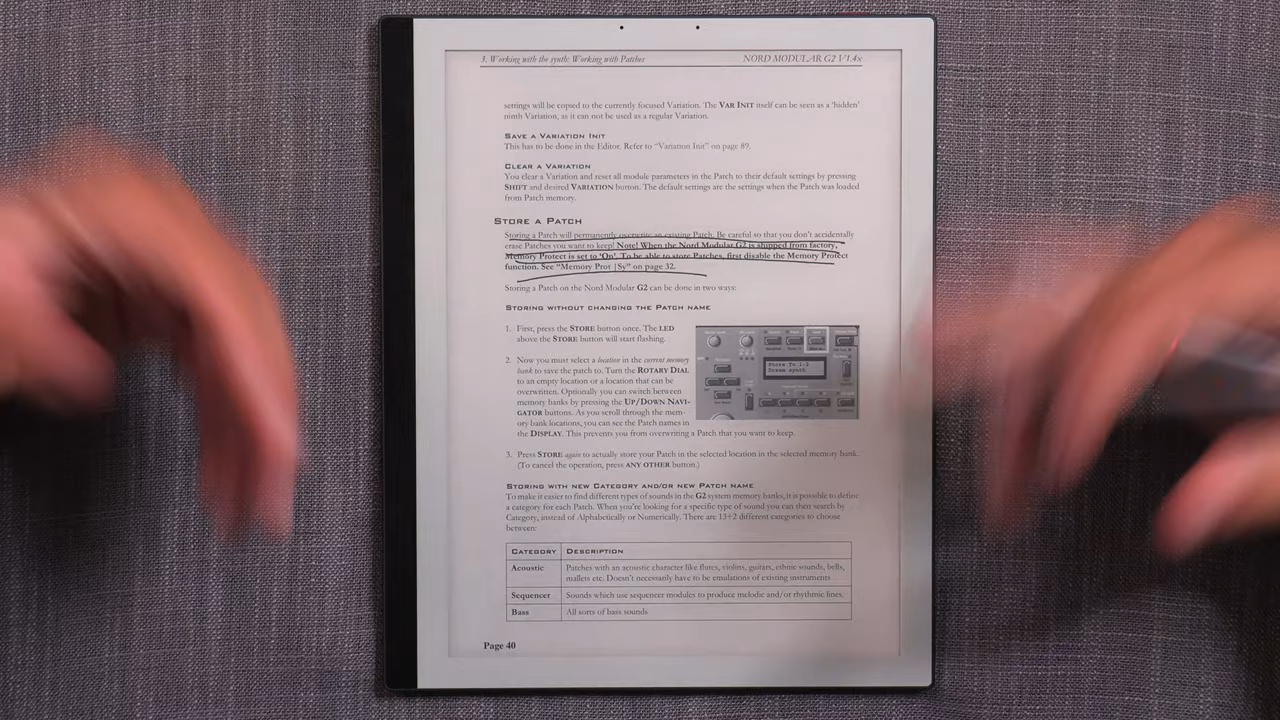 3. Working with the synth: Working with Patches NORD MODULAR G2 V1.4x
settings will be copied to the currently focused Variation. The VAR INIT itself can be seen as a 'hidden'
ninth Variation, as it can not be used as a regular Variation.
SAVE A VARIATION INIT
This has to be done in the Editor. Refer to "Variation Init" on page 89.
CLEAR A VARIATION
You clear a Variation and reset all module parameters in the Patch to their default settings by pressing
SHIFT and desired VARIATION button. The default settings are the settings when the Patch was loaded
from Patch memory.
STORE A PATCH
Storing a Patch will permanently overwrite an existing Patch. Be careful so that you don't accidentally
erase Patches you want to keep! Note! When the Nord Modular G2 is shipped from factory,
Memory Protect is set to 'On'. To be able to store Patches, first disable the Memory Protect
function. See "Memory Prot |Sy" on page 32.
Storing a Patch on the Nord Modular G2 can be done in two ways:
STORING WITHOUT CHANGING THE PATCH NAME
1. First, press the STORE button once. The LED
above the STORE button will start flashing.
2. Now you must select a location in the current memory
bank to save the patch to. Turn the ROTARY DIAL
to an empty location or a location that can be
overwritten. Optionally you can switch between
memory banks by pressing the UP/DOWN NAVI-
GATOR buttons. As you scroll through the mem-
ory bank locations, you can see the Patch names in
the DISPLAY. This prevents you from overwriting a Patch that you want to keep.
Store To 1:2
Dream synth
3. Press STORE again to actually store your Patch in the selected location in the selected memory bank.
(To cancel the operation, press ANY OTHER button.)
STORING WITH NEW CATEGORY AND/OR NEW PATCH NAME
To make it easier to find different types of sounds in the G2 system memory banks, it is possible to define
a category for each Patch. When you're looking for a specific type of sound you can then search by
Category, instead of Alphabetically or Numerically. There are 13+2 different categories to choose
between:
CATEGORY DESCRIPTION
Acoustic Patches with an acoustic character like flutes, violins, guitars, ethnic sounds, bells,
mallets etc. Doesn't necessarily have to be emulations of existing instruments
Sequencer Sounds which use sequencer modules to produce melodic and/or rhythmic lines.
Bass All sorts of bass sounds
Page 40